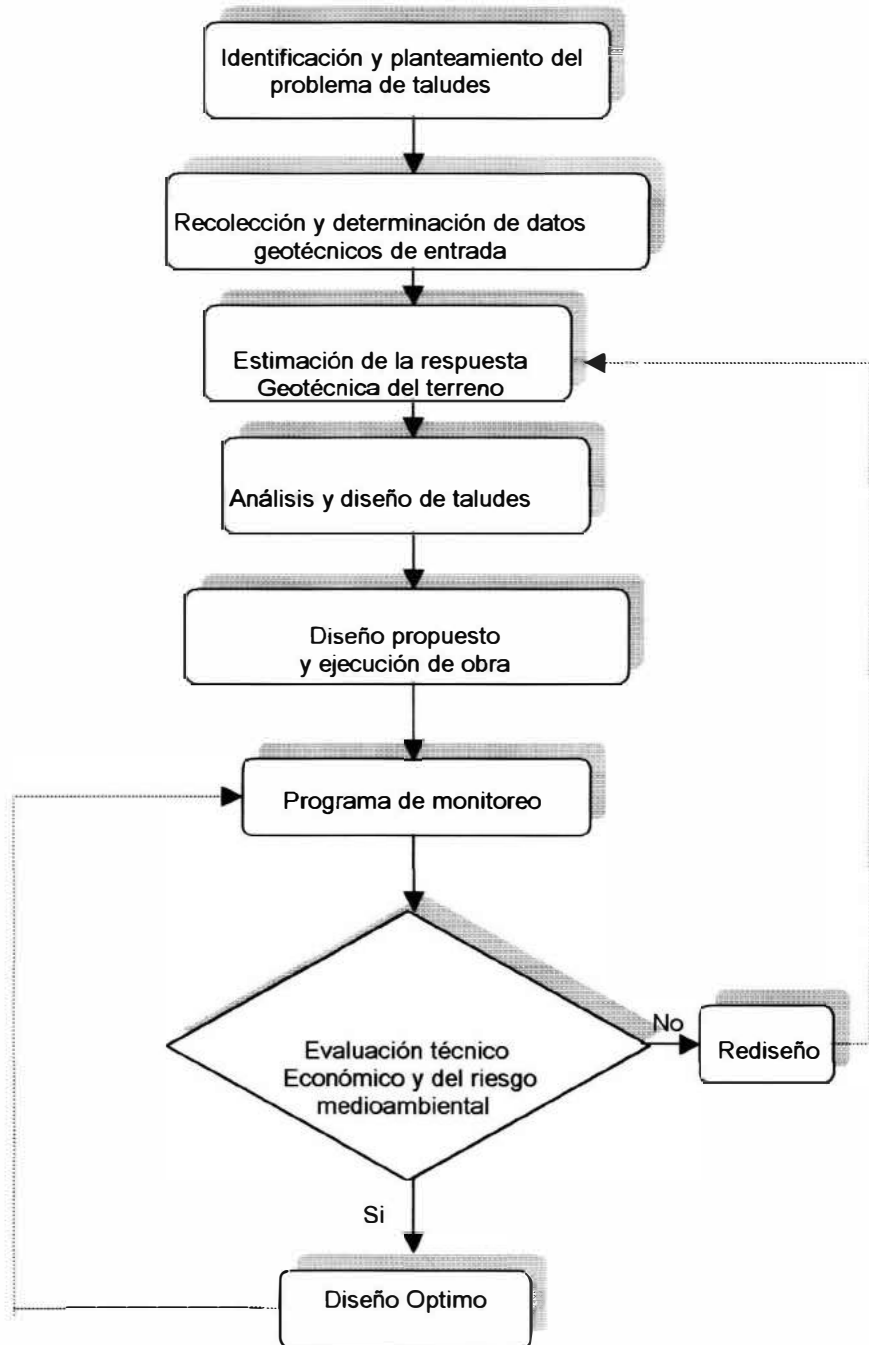 Identificación y planteamiento del
problema de taludes
Recolección y determinación de datos
geotécnicos de entrada
Estimación de la respuesta
Geotécnica del terreno
Análisis y diseño de taludes
Diseño propuesto
y ejecución de obra
Programa de monitoreo
Evaluación técnico
Económico y del riesgo
medioambiental
No
Rediseño
Si
Diseño Optimo